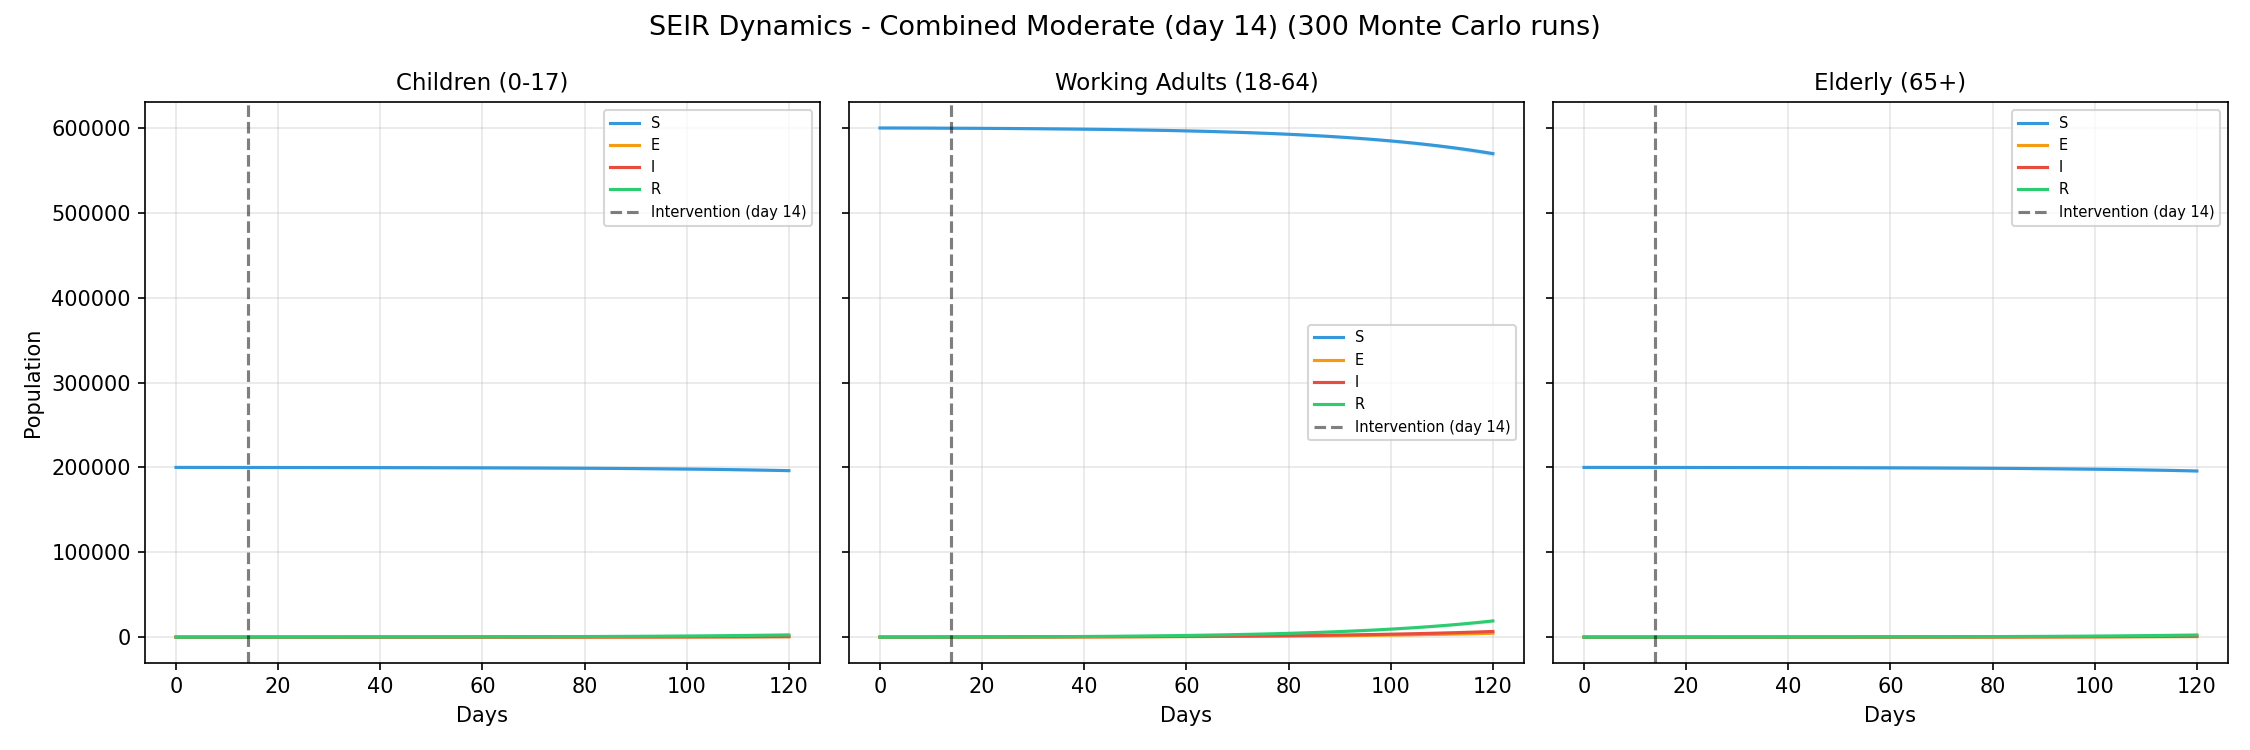 SEIR Dynamics - Combined Moderate (day 14) (300 Monte Carlo runs)
Children (0-17)
Population
600000
500000
400000
300000
200000
100000
0
S
E
I
R
Intervention (day 14)
0 20 40 60 80 100 120
Days
Working Adults (18-64)
S
E
I
R
Intervention (day 14)
0 20 40 60 80 100 120
Days
Elderly (65+)
S
E
I
R
Intervention (day 14)
0 20 40 60 80 100 120
Days